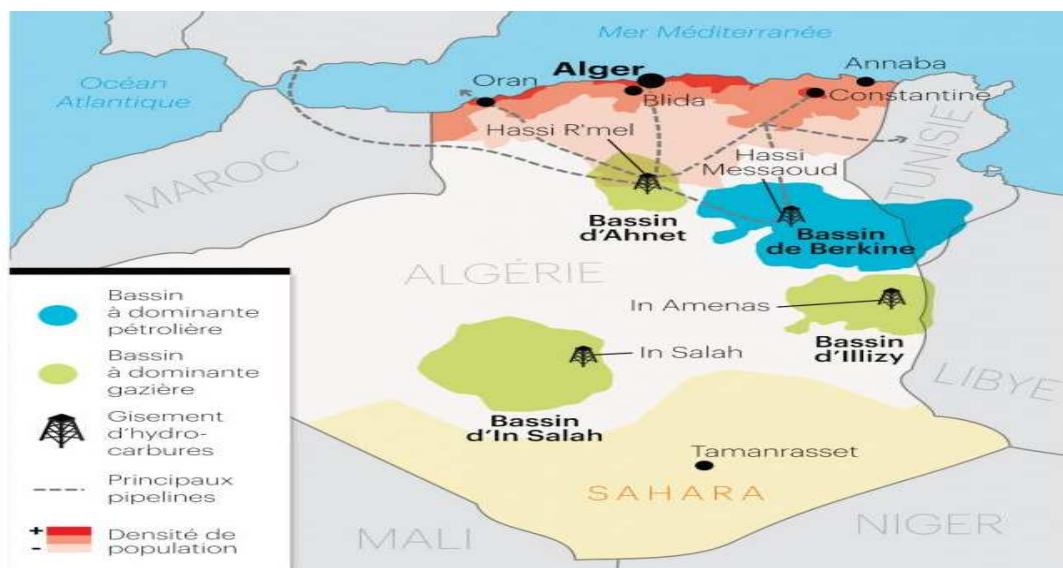 Mer Méditerranée
Océan
Atlantique
Oran
Alger
Blida
Annaba
Constantine
Hassi R'mel
Hassi
Messaoud
MAROC
TUNISIE
Bassin
d'Ahnet
Bassin
de Berkine
ALGÉRIE
In Amenas
Bassin
d'Illizy
In Salah
Bassin
d'In Salah
LIBYE
Tamanrasset
SAHARA
MALI
NIGER
Bassin
à dominante
pétrolière
Bassin
à dominante
gazière
Gisement
d'hydro-
carbures
Principaux
pipelines
+
-
Densité de
population